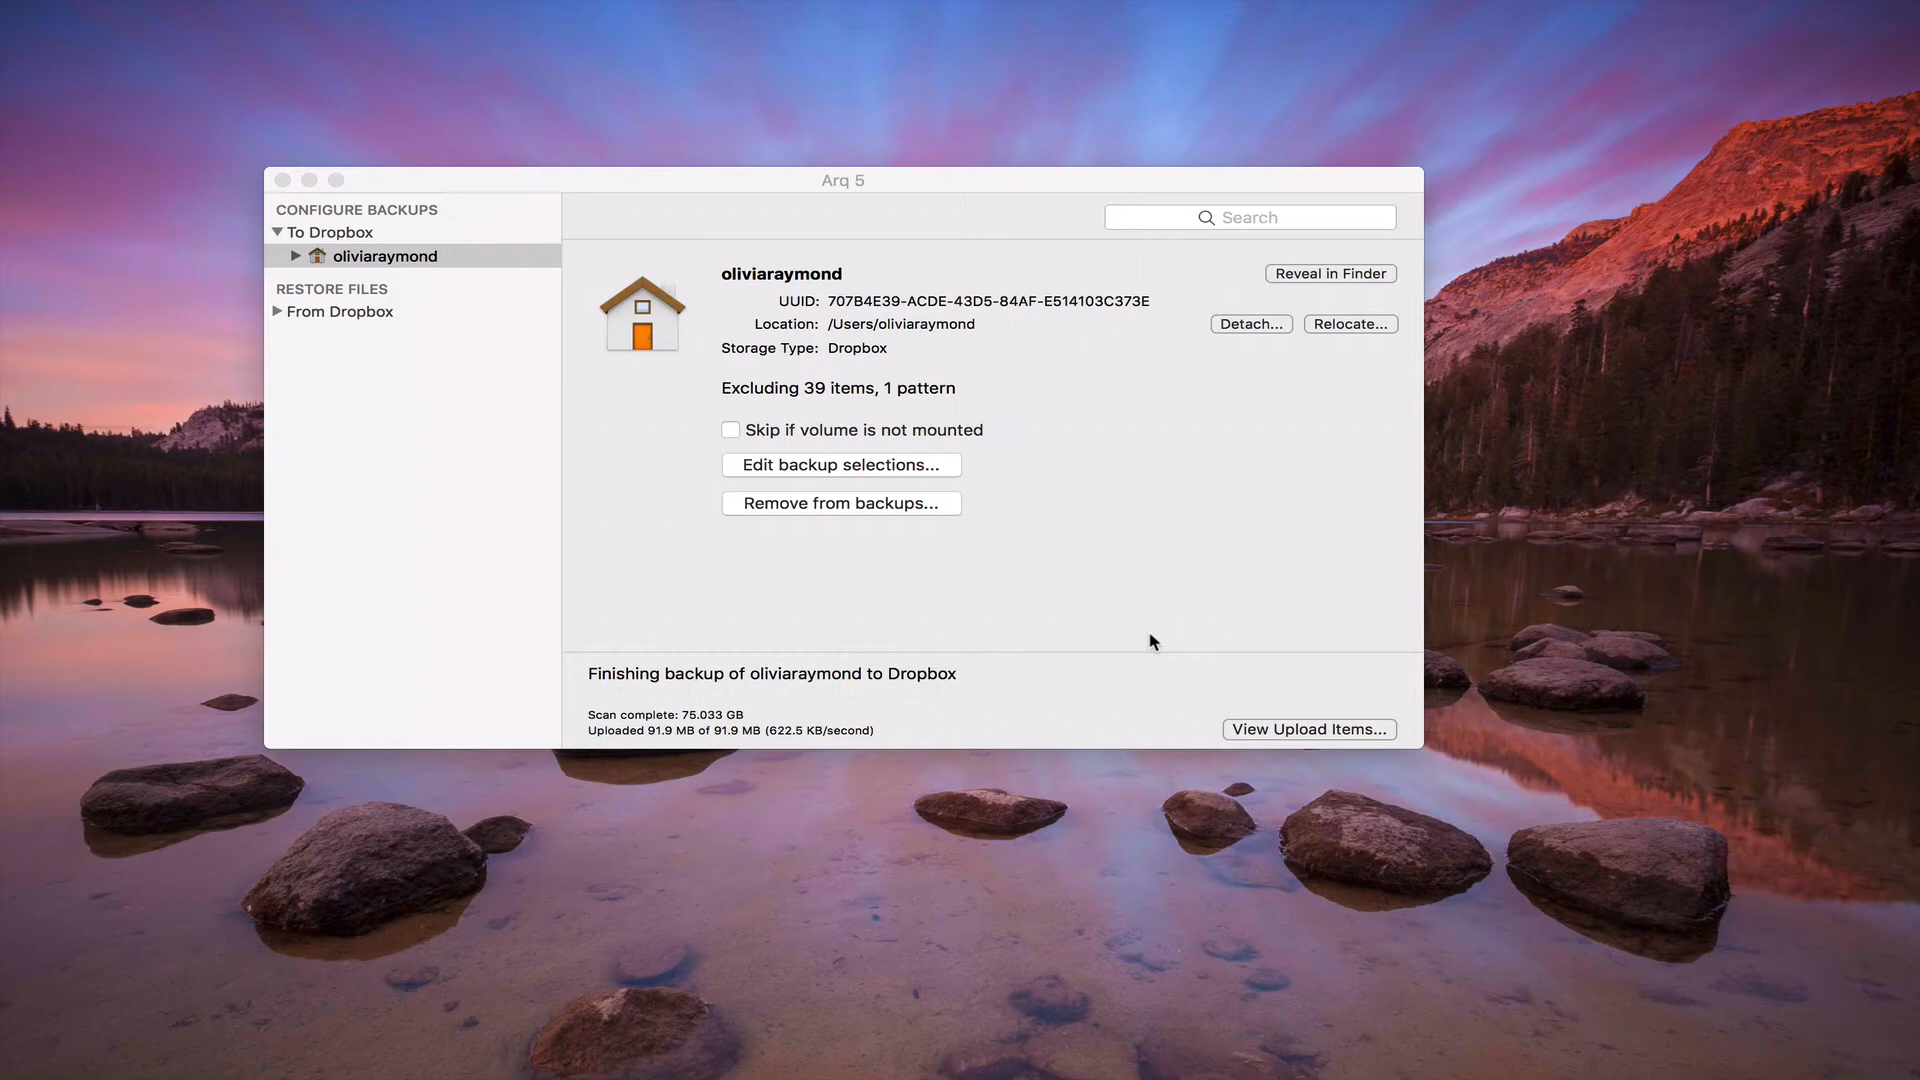 Arq 5
CONFIGURE BACKUPS
To Dropbox
oliviaraymond
RESTORE FILES
From Dropbox
Search
oliviaraymond
Reveal in Finder
UUID: 707B4E39-ACDE-43D5-84AF-E514103C373E
Location: /Users/oliviaraymond
Detach...
Relocate...
Storage Type: Dropbox
Excluding 39 items, 1 pattern
Skip if volume is not mounted
Edit backup selections...
Remove from backups...
Finishing backup of oliviaraymond to Dropbox
Scan complete: 75.033 GB
Uploaded 91.9 MB of 91.9 MB (622.5 KB/second)
View Upload Items...